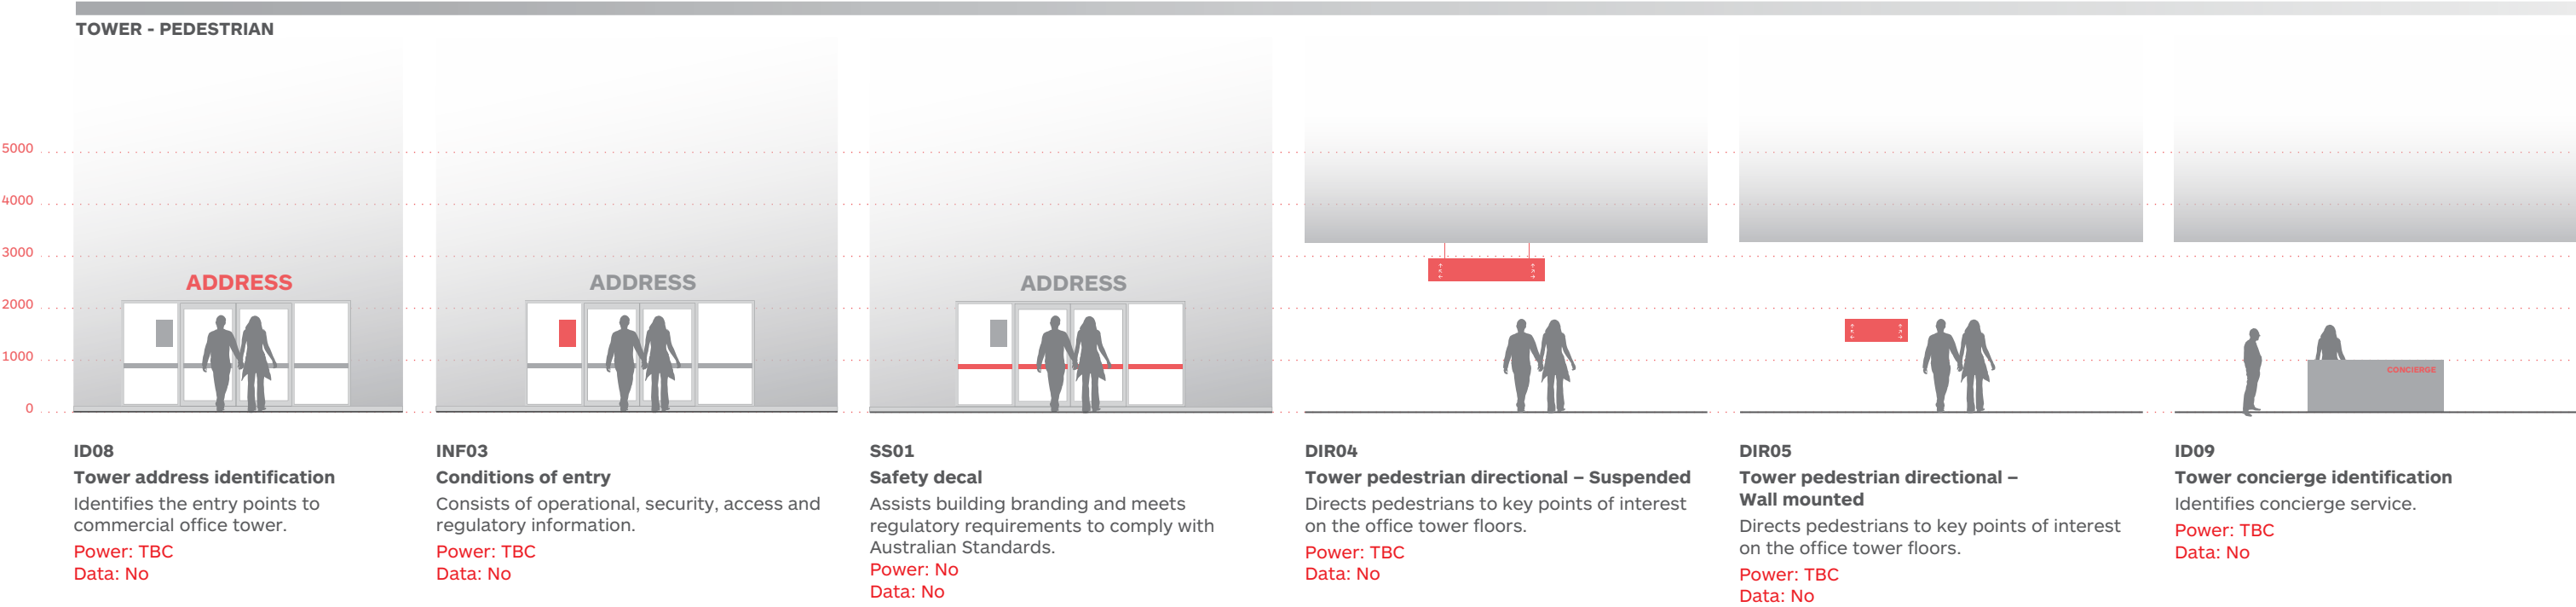 TOWER - PEDESTRIAN
5000
4000
3000
2000
1000
0
ADDRESS
ADDRESS
ADDRESS
CONCIERGE
ID08
Tower address identification
Identifies the entry points to
commercial office tower.
Power: TBC
Data: No
INF03
Conditions of entry
Consists of operational, security, access and
regulatory information.
Power: TBC
Data: No
SS01
Safety decal
Assists building branding and meets
regulatory requirements to comply with
Australian Standards.
Power: No
Data: No
DIR04
Tower pedestrian directional – Suspended
Directs pedestrians to key points of interest
on the office tower floors.
Power: TBC
Data: No
DIR05
Tower pedestrian directional –
Wall mounted
Directs pedestrians to key points of interest
on the office tower floors.
Power: TBC
Data: No
ID09
Tower concierge identification
Identifies concierge service.
Power: TBC
Data: No